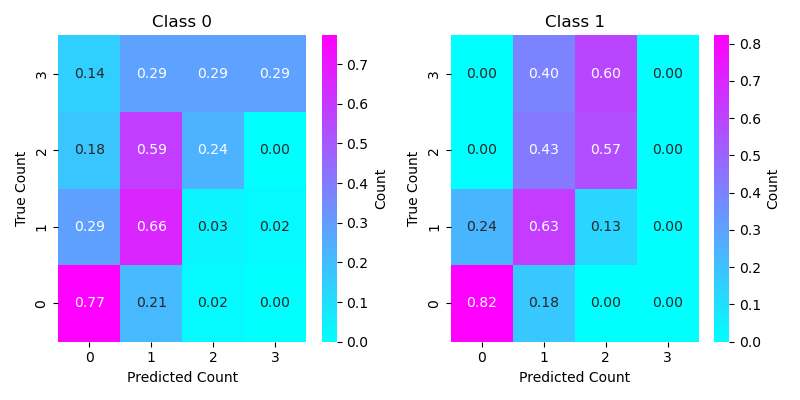 Class 0
3 0.14 0.29 0.29 0.29
2 0.18 0.59 0.24 0.00
1 0.29 0.66 0.03 0.02
0 0.77 0.21 0.02 0.00
0 1 2 3
Predicted Count
True Count
0.7
0.6
0.5
0.4
0.3
0.2
0.1
0.0
Count
Class 1
3 0.00 0.40 0.60 0.00
2 0.00 0.43 0.57 0.00
1 0.24 0.63 0.13 0.00
0 0.82 0.18 0.00 0.00
0 1 2 3
Predicted Count
True Count
0.8
0.7
0.6
0.5
0.4
0.3
0.2
0.1
0.0
Count